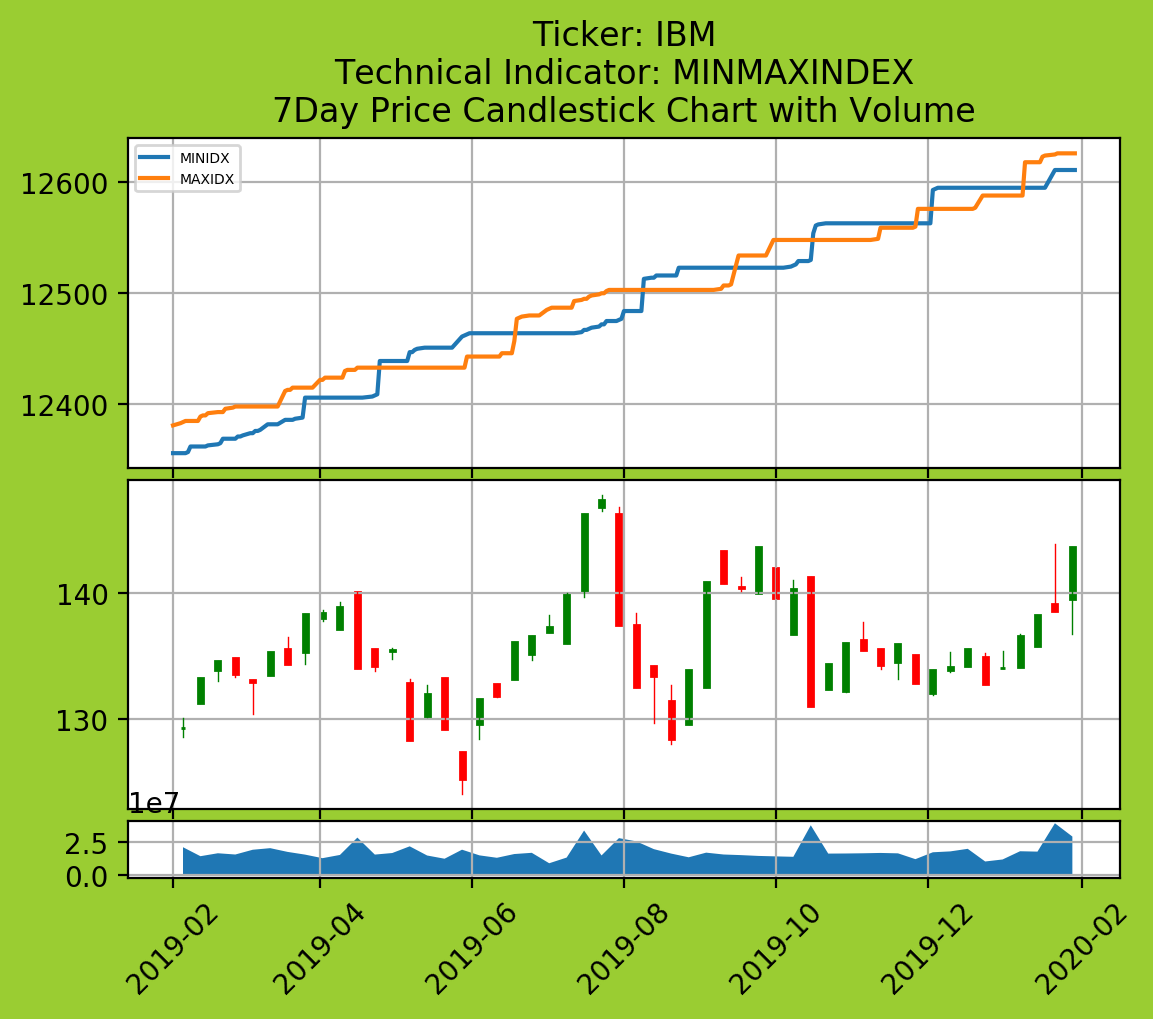 Ticker: IBM
Technical Indicator: MINMAXINDEX
7Day Price Candlestick Chart with Volume
MINIDX
MAXIDX
12600
12500
12400
140
130
1e7
2.5
0.0
2019-02
2019-04
2019-06
2019-08
2019-10
2019-12
2020-02